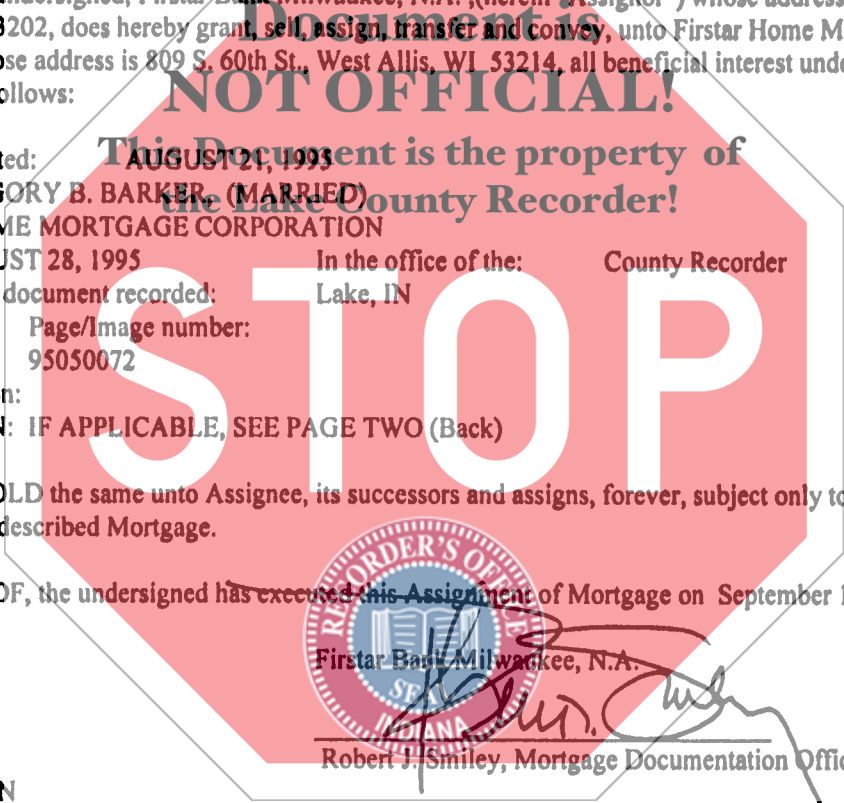 undersigned, Firstar Bank Milwaukee, N.A. ,(herein "Assignor") whose address
Document is
3202, does hereby grant, sell, assign, transfer and convey, unto Firstar Home M
ose address is 809 S. 60th St., West Allis, WI 53214, all beneficial interest unde
ollows:
NOT OFFICIAL!
This Document is the property of
ted: AUGUST 21, 1995
GORY B. BARKER, (MARRIED)
the Lake County Recorder!
ME MORTGAGE CORPORATION
UST 28, 1995 In the office of the: County Recorder
document recorded: Lake, IN
Page/Image number:
95050072
STOP
n:
N: IF APPLICABLE, SEE PAGE TWO (Back)
OLD the same unto Assignee, its successors and assigns, forever, subject only to
described Mortgage.
OF, the undersigned has executed this Assignment of Mortgage on September 1
RECORDER'S OFFICE
SEAL
INDIANA
Firstar Bank Milwaukee, N.A.
Robert J. Smiley, Mortgage Documentation Offic
N